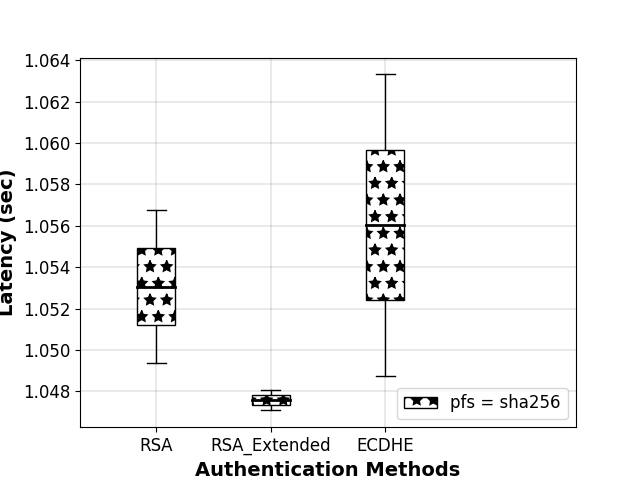 1.064
1.062
1.060
1.058
1.056
1.054
1.052
1.050
1.048
Latency (sec)
pfs = sha256
RSA RSA_Extended ECDHE
Authentication Methods